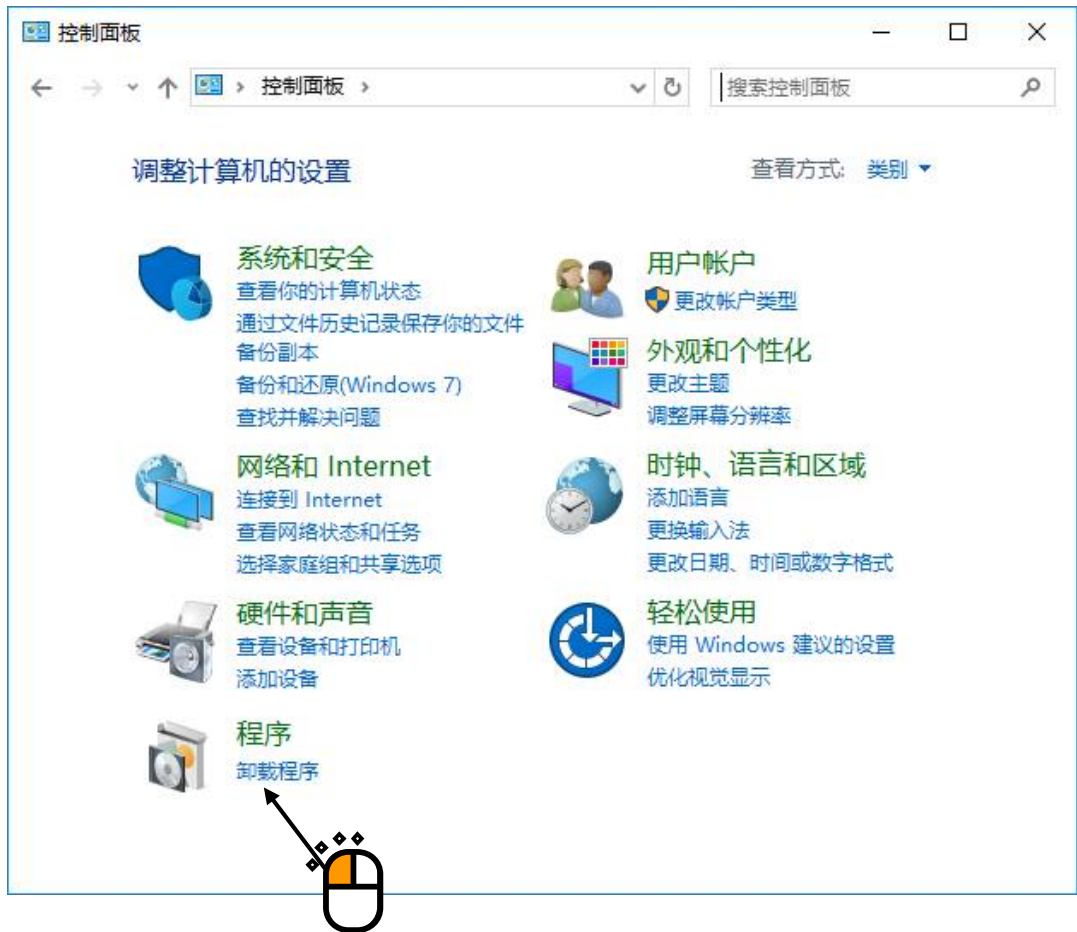 控制面板
控制面板
搜索控制面板
调整计算机的设置
查看方式: 类别
系统和安全
查看你的计算机状态
通过文件历史记录保存你的文件
备份副本
备份和还原(Windows 7)
查找并解决问题
网络和 Internet
连接到 Internet
查看网络状态和任务
选择家庭组和共享选项
硬件和声音
查看设备和打印机
添加设备
程序
卸载程序
用户帐户
更改帐户类型
外观和个性化
更改主题
调整屏幕分辨率
时钟、语言和区域
添加语言
更换输入法
更改日期、时间或数字格式
轻松使用
使用 Windows 建议的设置
优化视觉显示